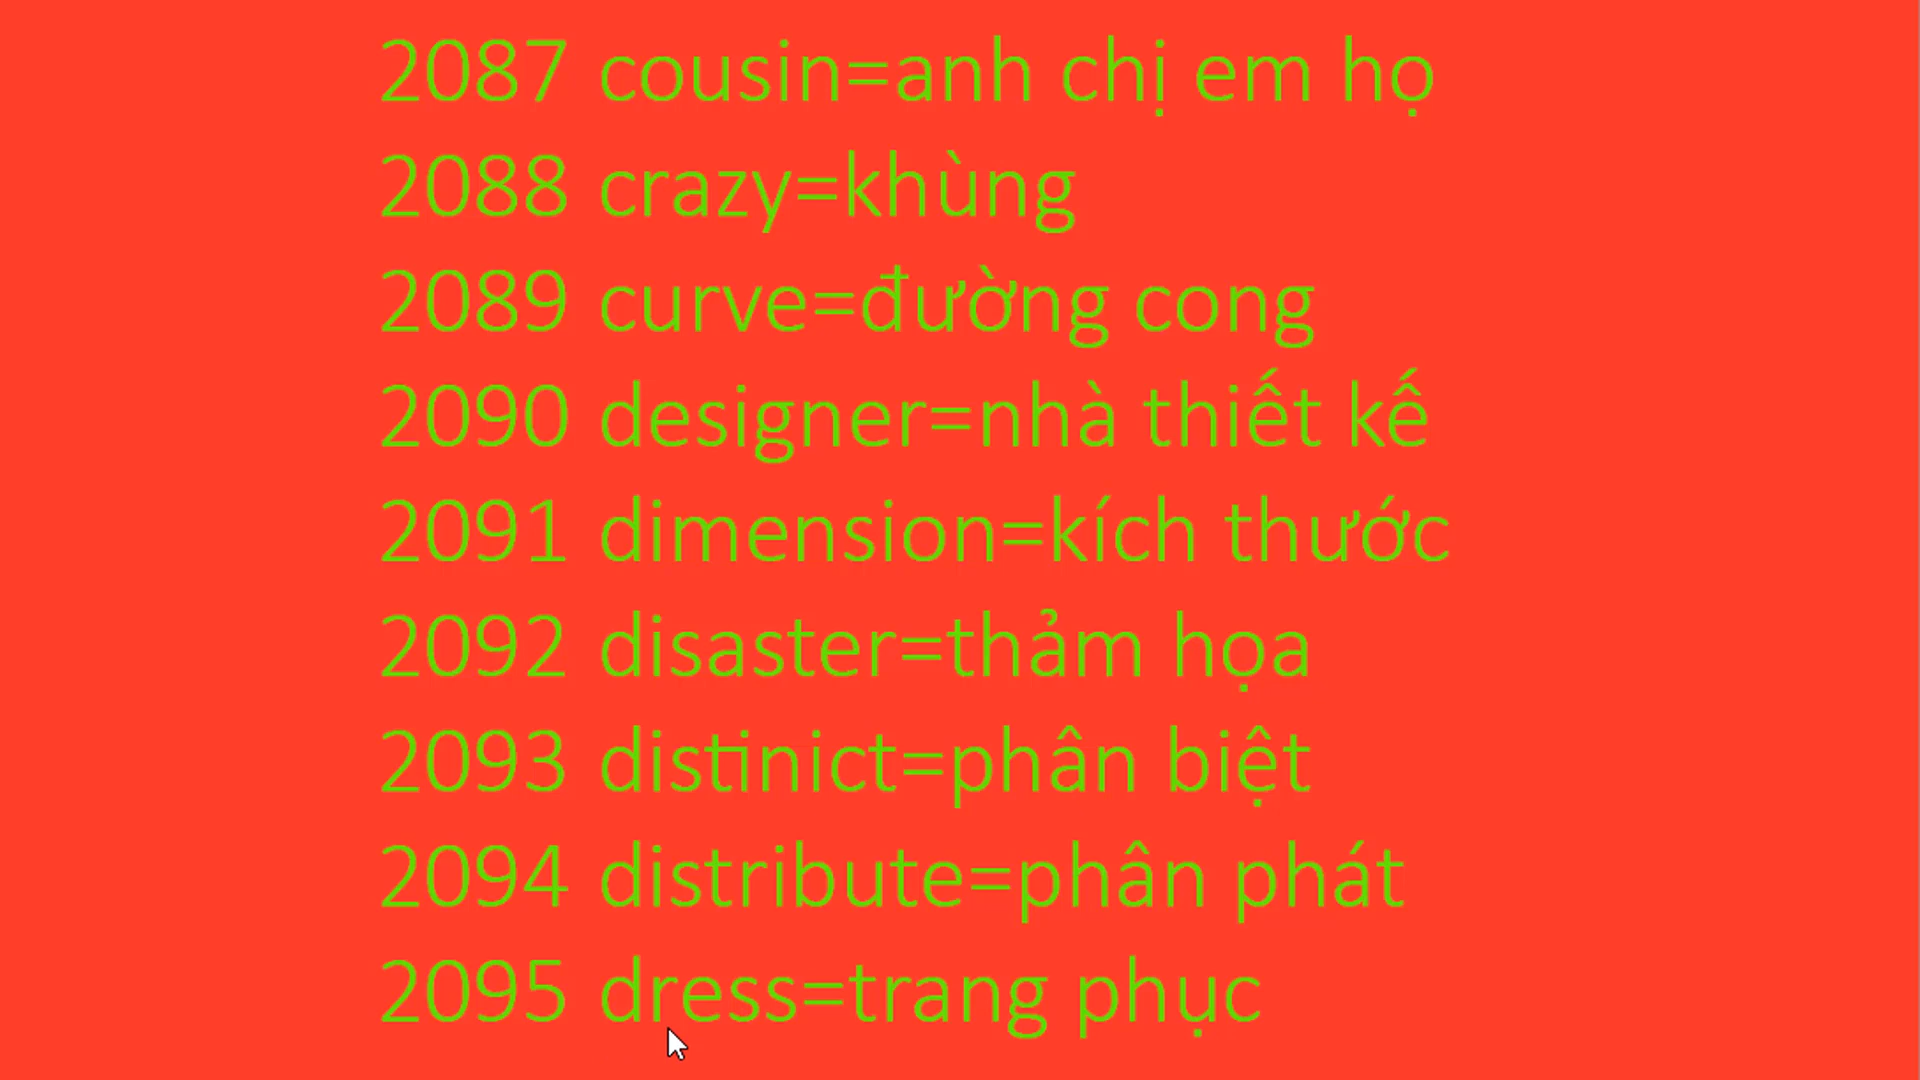 2087 cousin=anh chị em họ
2088 crazy=khùng
2089 curve=đường cong
2090 designer=nhà thiết kế
2091 dimension=kích thước
2092 disaster=thảm họa
2093 distinict=phân biệt
2094 distribute=phân phát
2095 dress=trang phục